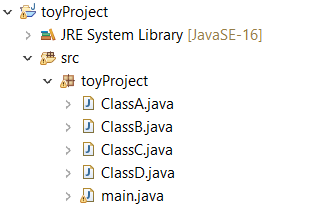 toyProject
JRE System Library [JavaSE-16]
src
toyProject
ClassA.java
ClassB.java
ClassC.java
ClassD.java
main.java